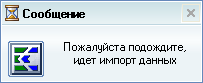 Сообщение
Пожалуйста подождите,
идет импорт данных